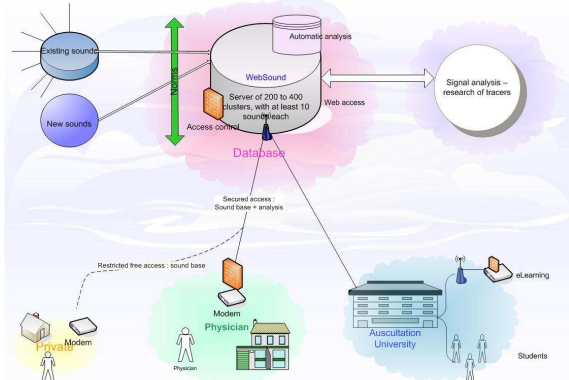 Existing sounds
New sounds
Norms
Automatic analysis
WebSound
Server of 200 to 400
clusters, with at least 10
sounds each
Access control
Database
Web access
Signal analysis –
research of tracers
Secured access :
Sound base + analysis
Restricted free access : sound base
Modem
Private
Modem
Physician
Physician
Auscultation
University
eLearning
Students